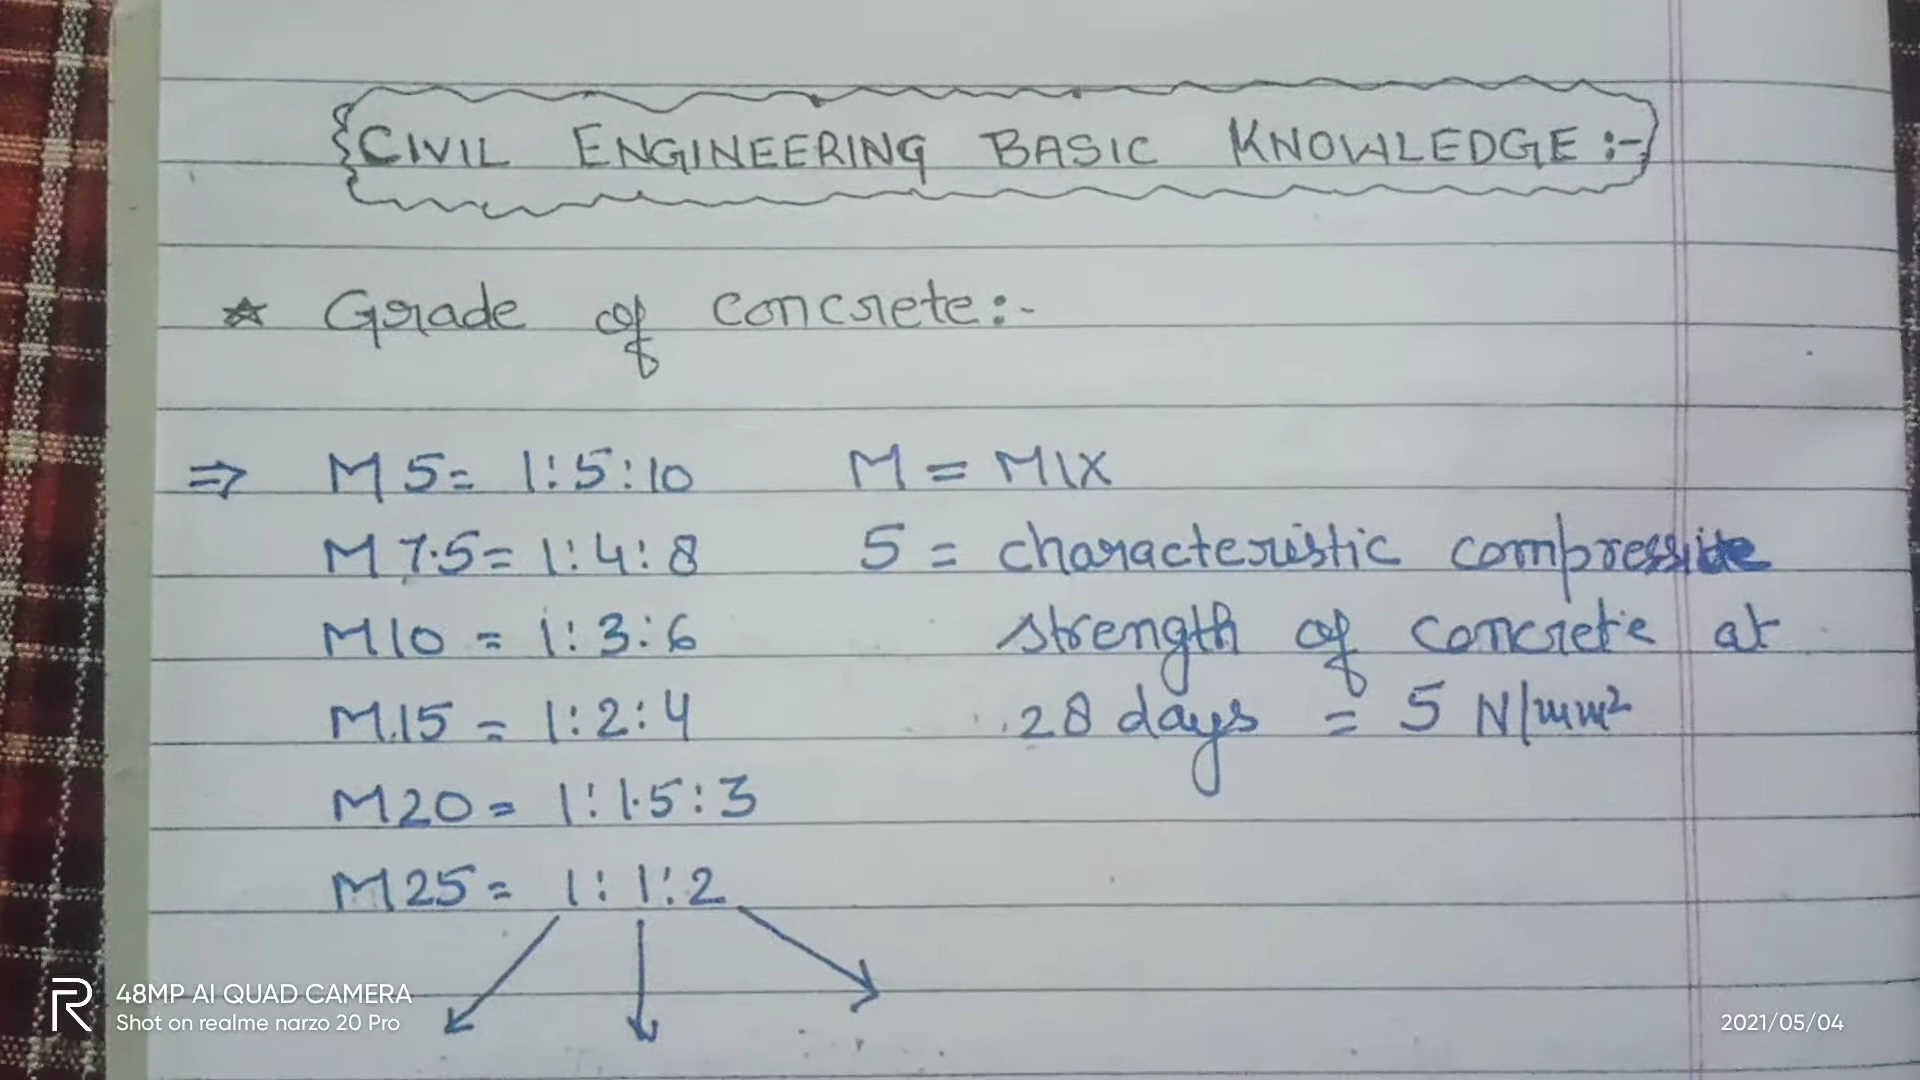 CIVIL ENGINEERING BASIC KNOWLEDGE :-
☆ Grade of concrete:-
⇒ M5= 1:5:10 M = MIX
M7.5= 1:4:8 5 = characteristic compressive
M10 = 1:3:6 strength of concrete at
M15 = 1:2:4 28 days = 5 N/mm²
M20= 1:1.5:3
M25= 1:1:2
48MP AI QUAD CAMERA
Shot on realme narzo 20 Pro
2021/05/04